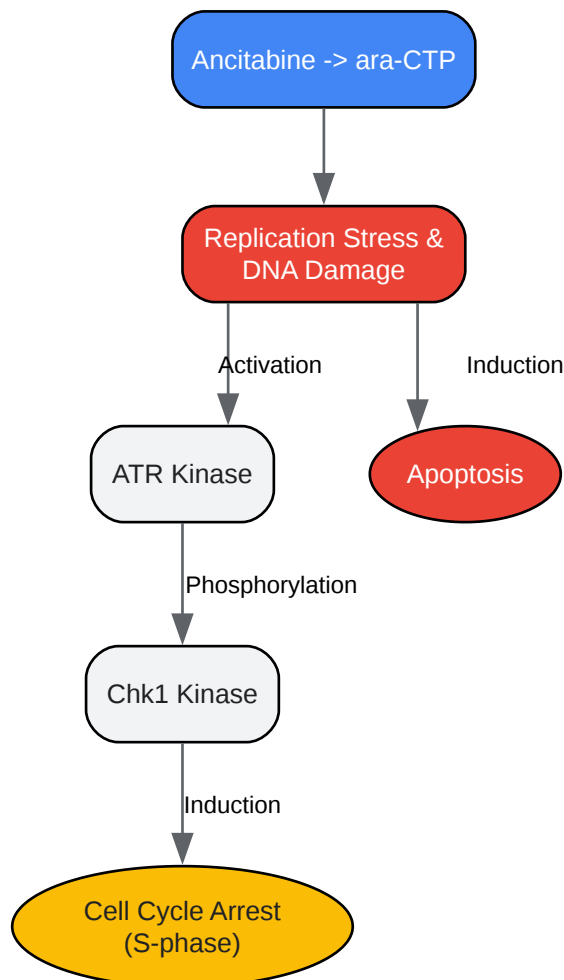 Ancitabine -> ara-CTP
Replication Stress &
DNA Damage
Activation
Induction
ATR Kinase
Apoptosis
Phosphorylation
Chk1 Kinase
Induction
Cell Cycle Arrest
(S-phase)